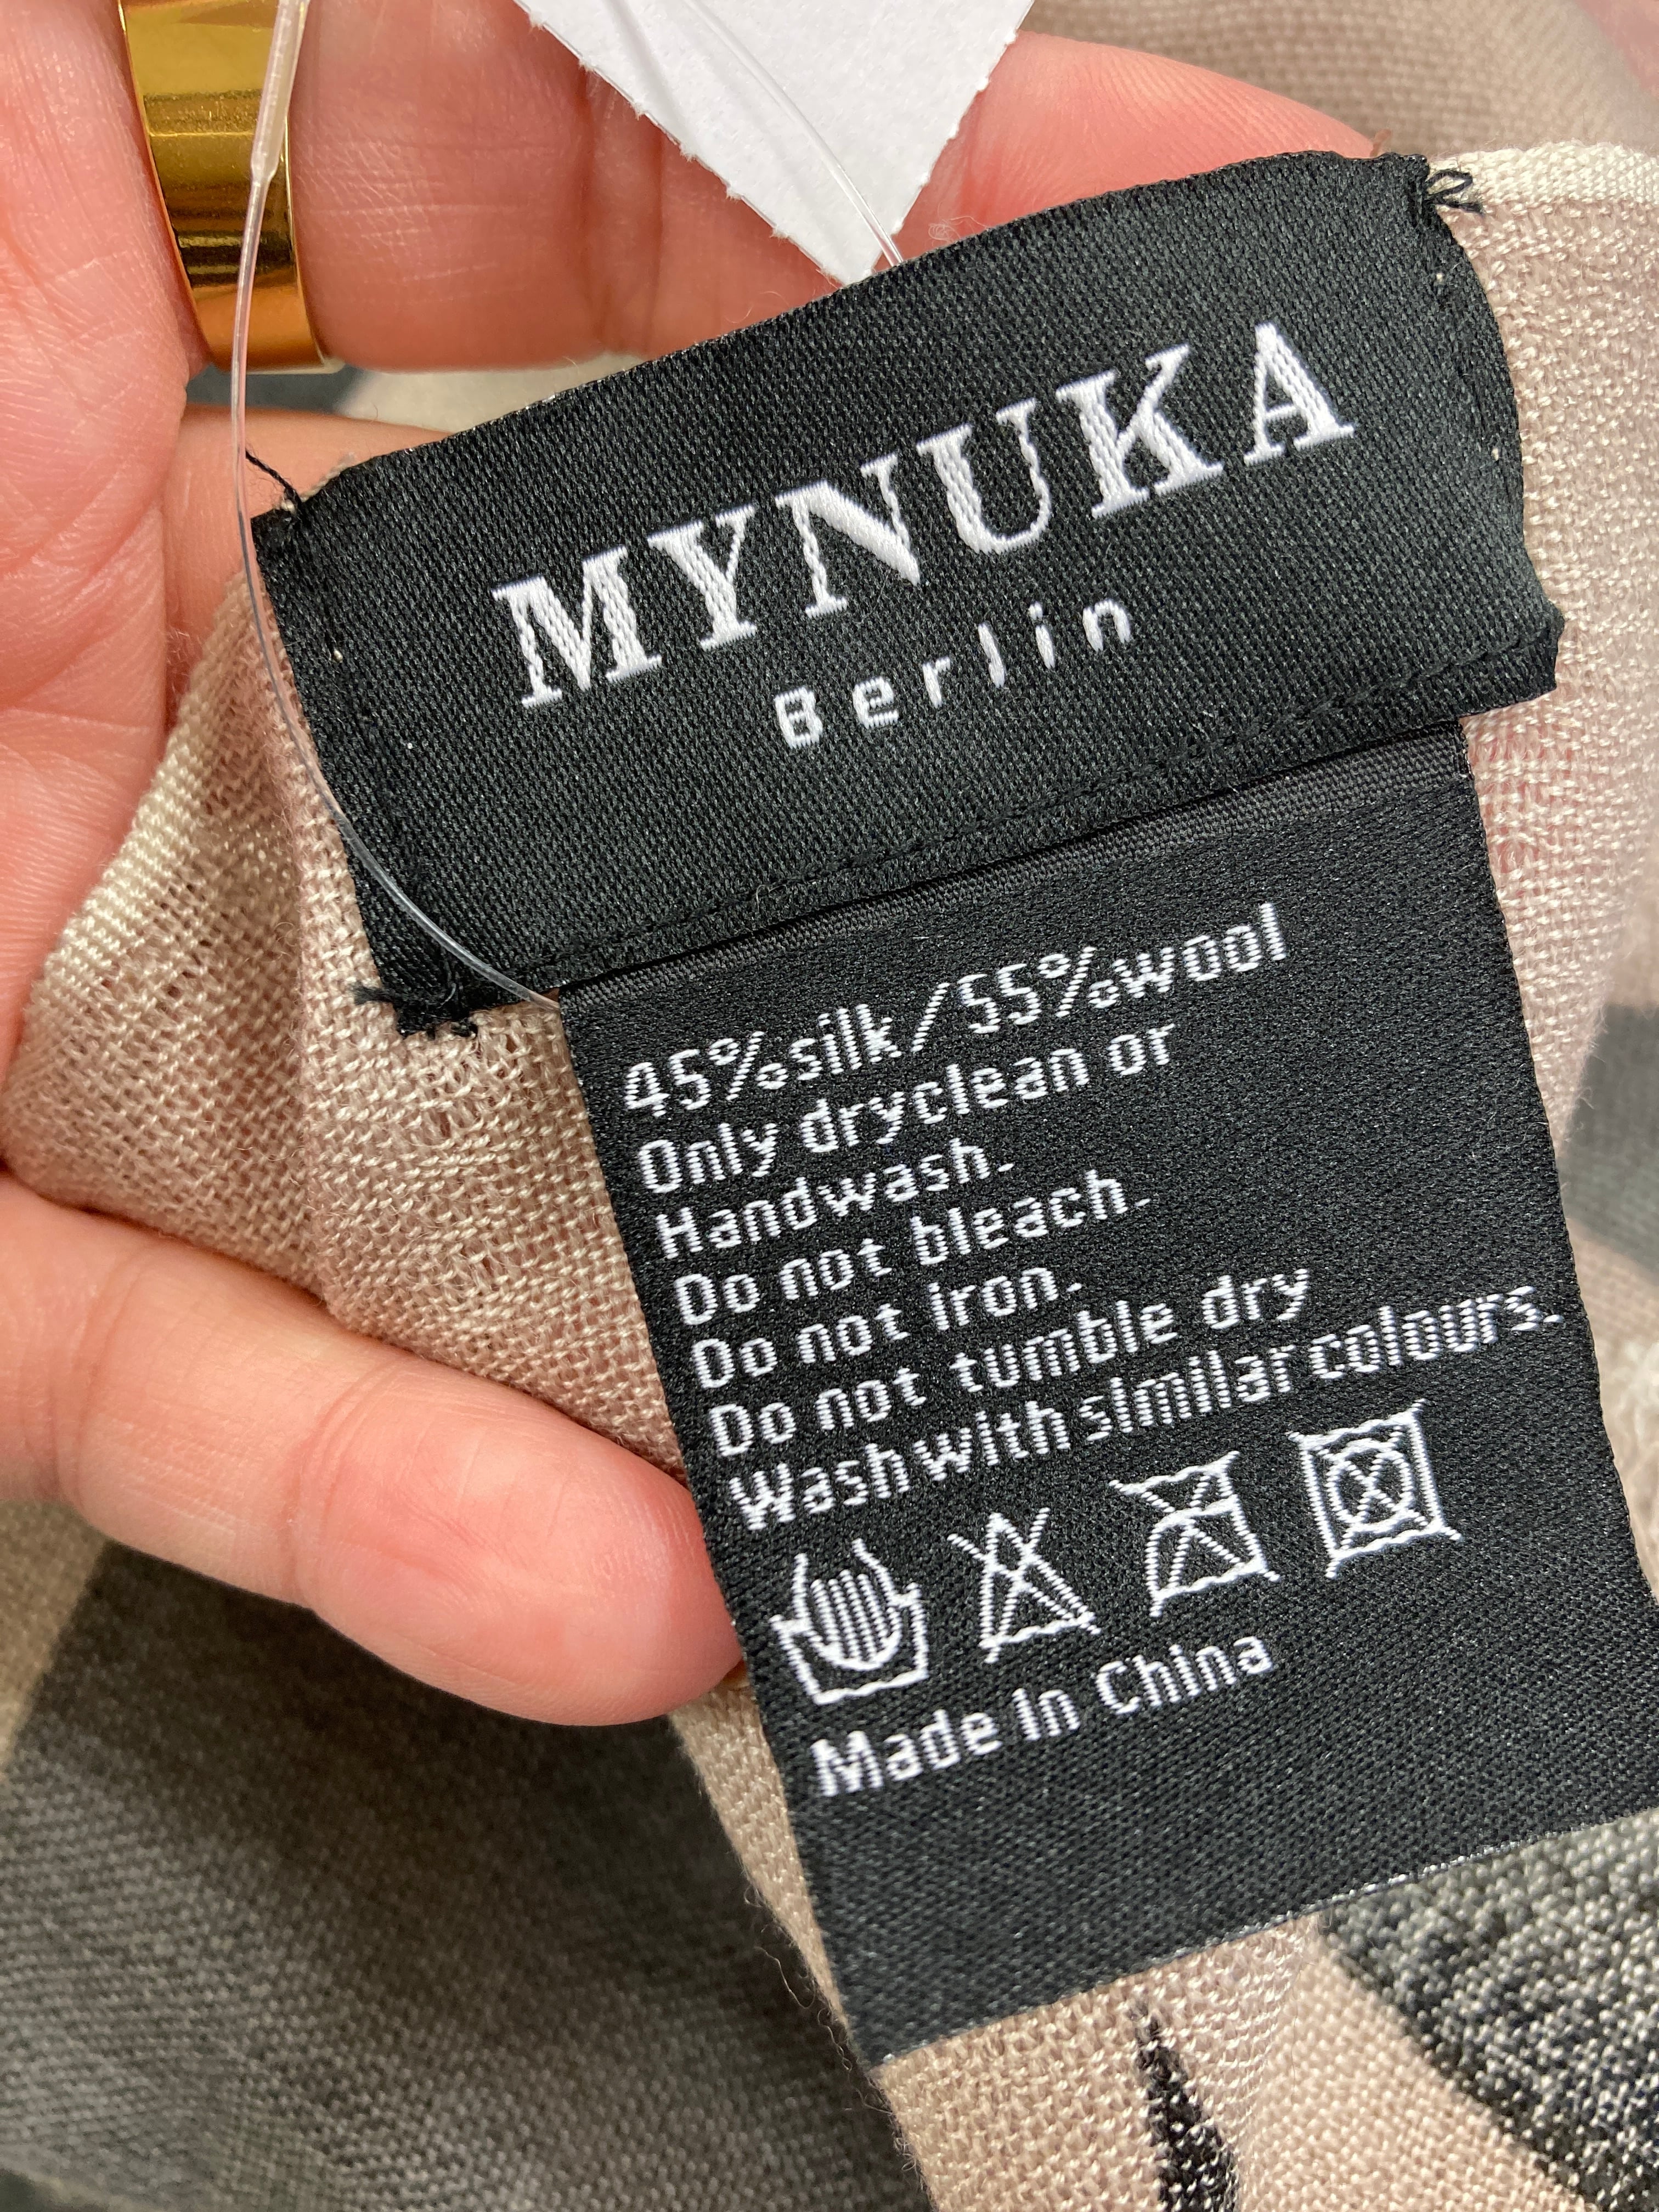 MYNUKA
Berlin
45%silk/55%wool
Only dryclean or
Handwash.
Do not bleach.
Do not iron.
Do not tumble dry
Wash with similar colours.
Made in China